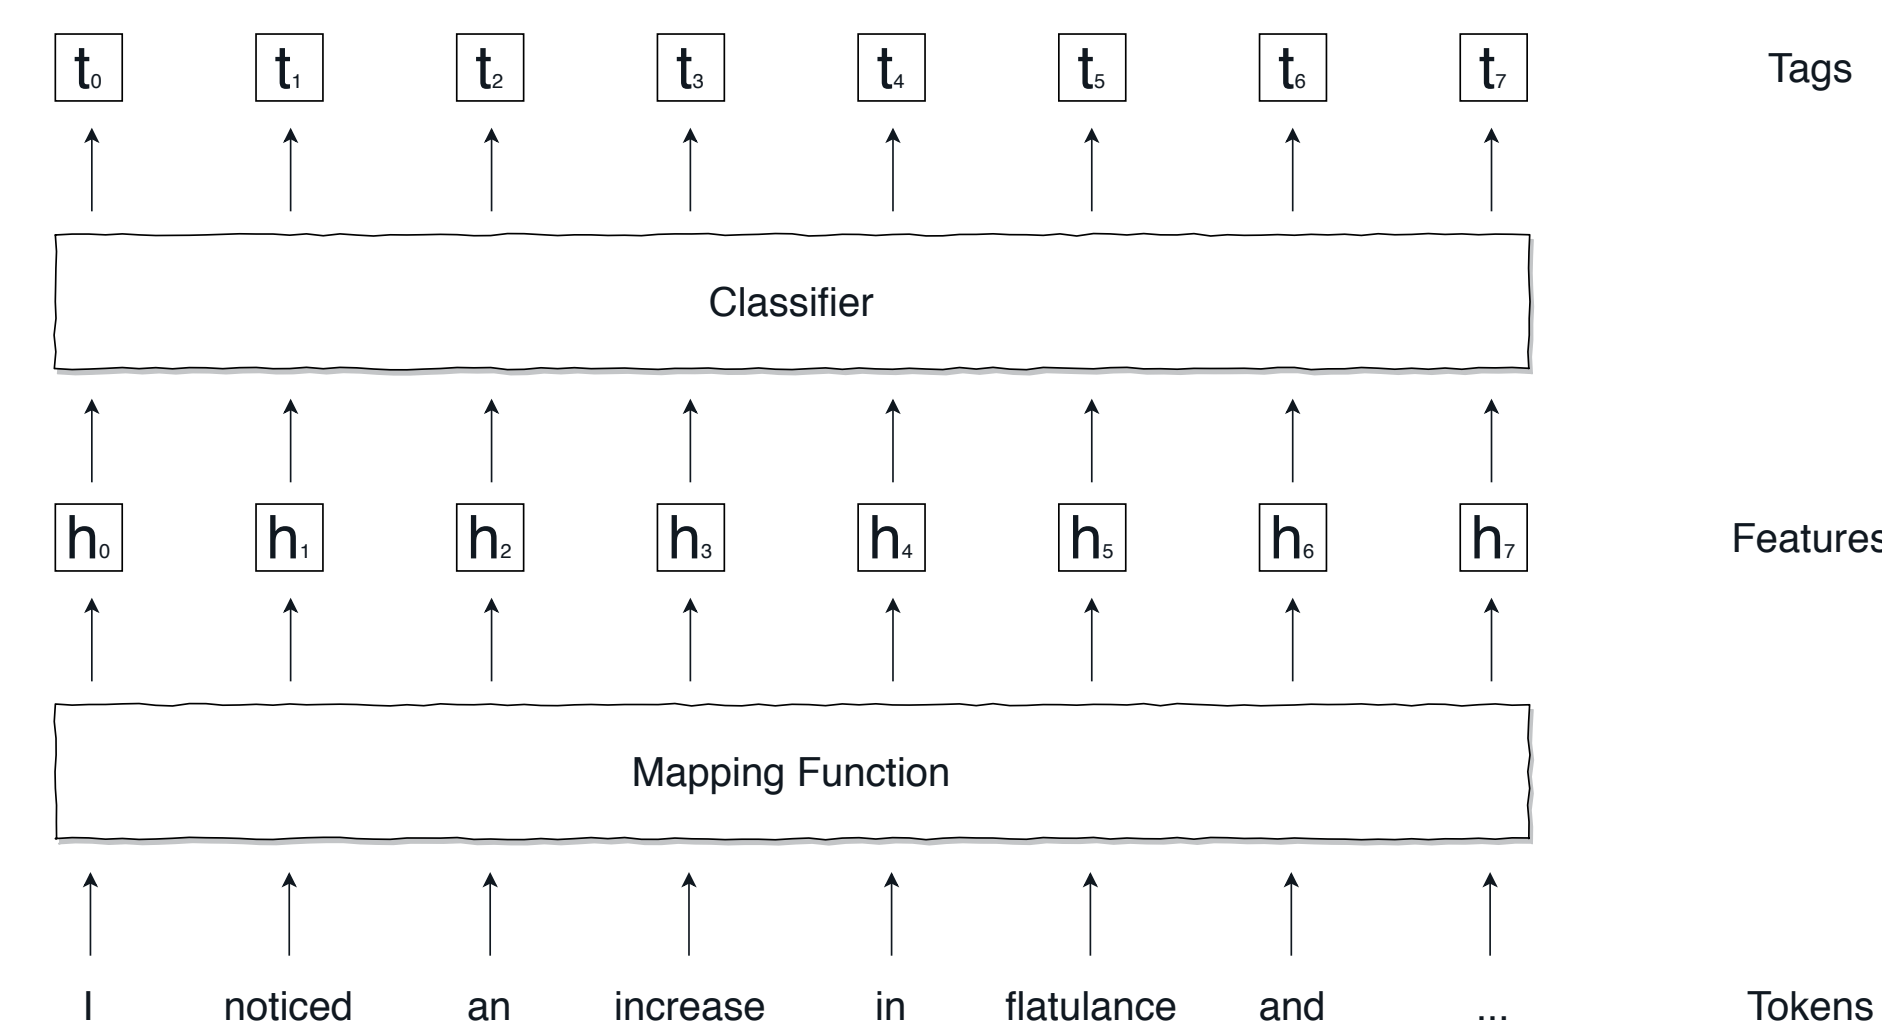 t0 t1 t2 t3 t4 t5 t6 t7 Tags
Classifier
h0 h1 h2 h3 h4 h5 h6 h7 Features
Mapping Function
I noticed an increase in flatulance and ... Tokens